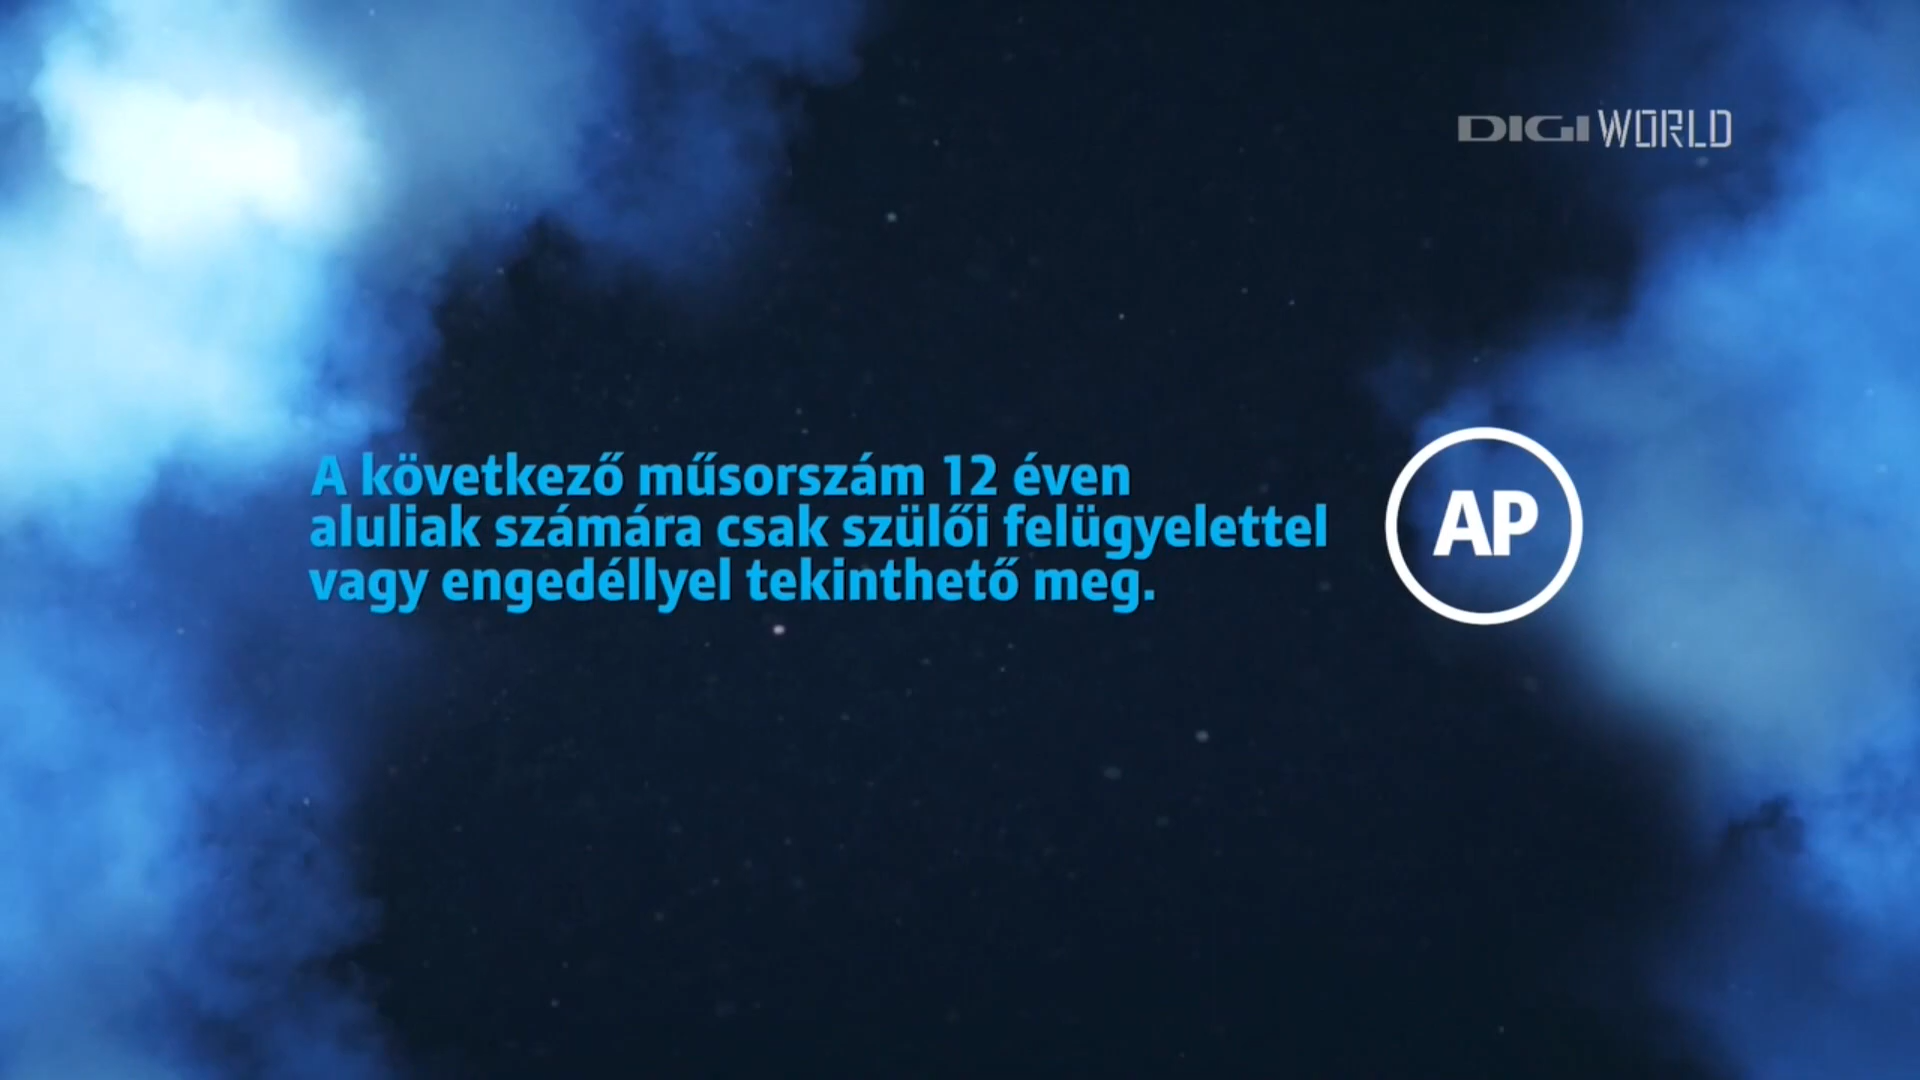 DIGI WORLD
A következő műsorszám 12 éven
aluliak számára csak szülői felügyelettel
vagy engedéllyel tekinthető meg.
AP